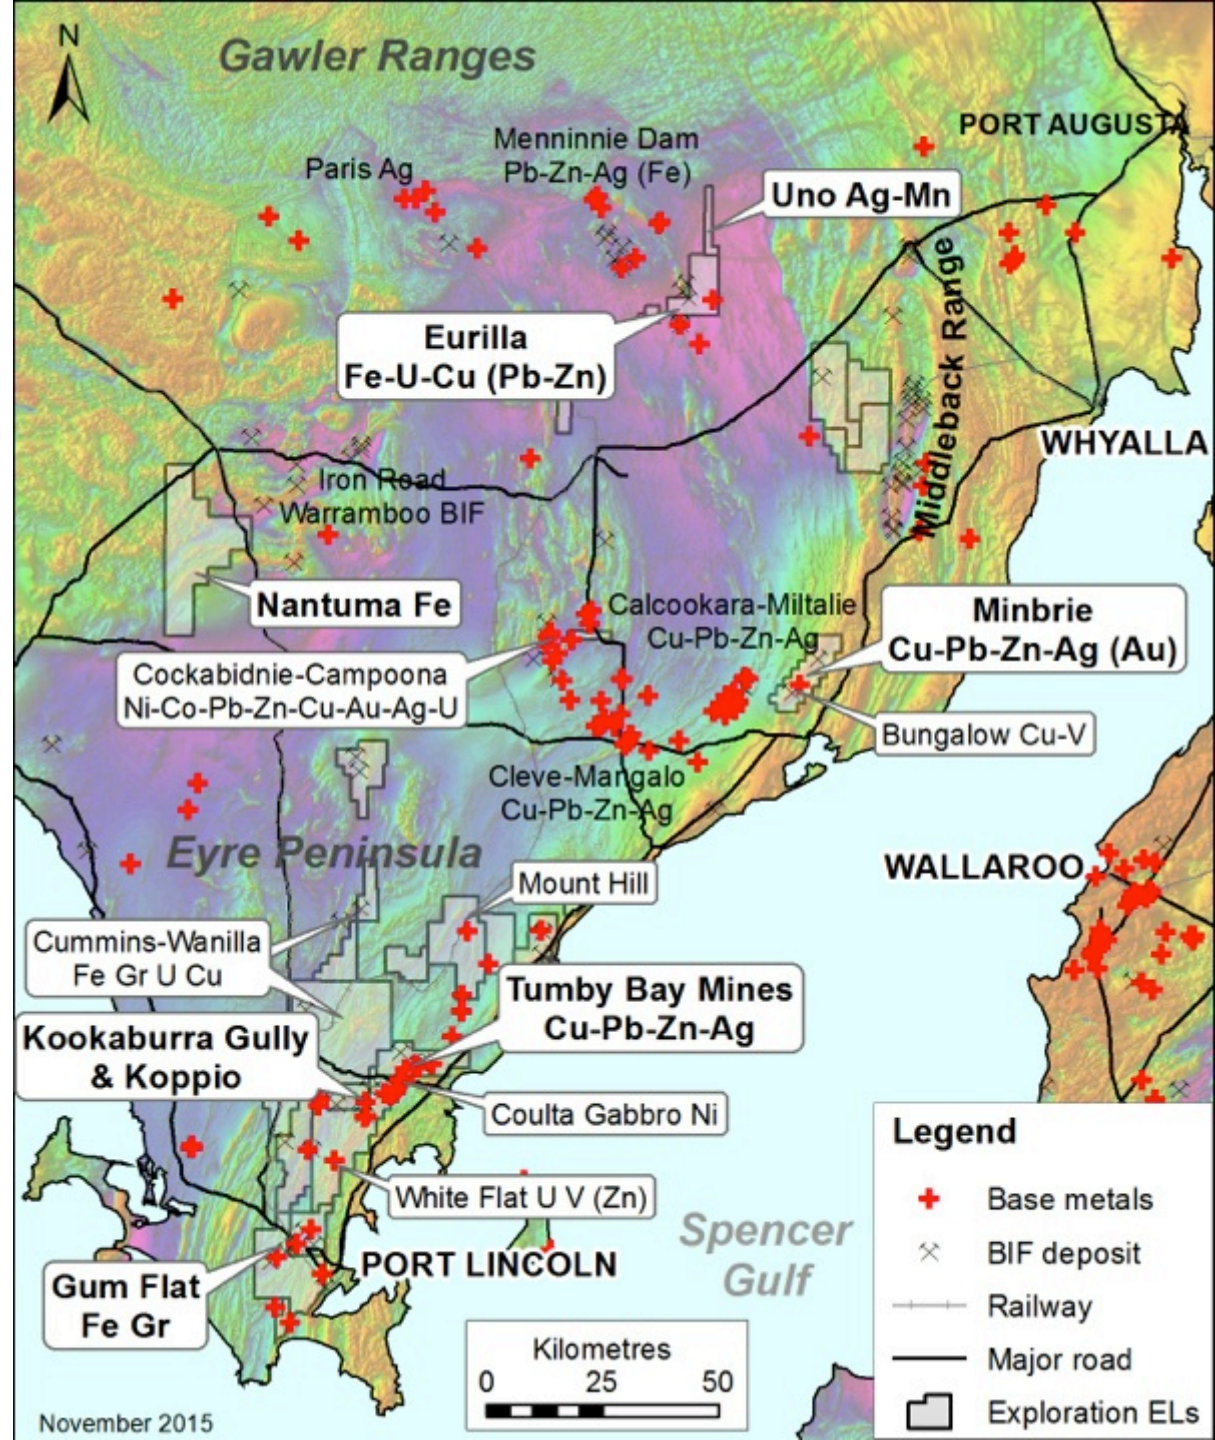 N
Gawler Ranges
PORT AUGUSTA
Menninnie Dam
Pb-Zn-Ag (Fe)
Paris Ag
Uno Ag-Mn
Middleback Range
Eurilla
Fe-U-Cu (Pb-Zn)
WHYALLA
Iron Road
Warramboo BIF
Nantuma Fe
Calcookara-Miltalie
Cu-Pb-Zn-Ag
Minbrie
Cu-Pb-Zn-Ag (Au)
Cockabidnie-Campoona
Ni-Co-Pb-Zn-Cu-Au-Ag-U
Bungalow Cu-V
Cleve-Mangalo
Cu-Pb-Zn-Ag
Eyre Peninsula
WALLAROO
Mount Hill
Cummins-Wanilla
Fe Gr U Cu
Tumby Bay Mines
Cu-Pb-Zn-Ag
Kookaburra Gully
& Koppio
Coulta Gabbro Ni
White Flat U V (Zn)
Spencer
Gulf
PORT LINCOLN
Gum Flat
Fe Gr
Kilometres
0 25 50
November 2015
Legend
Base metals
BIF deposit
Railway
Major road
Exploration ELs